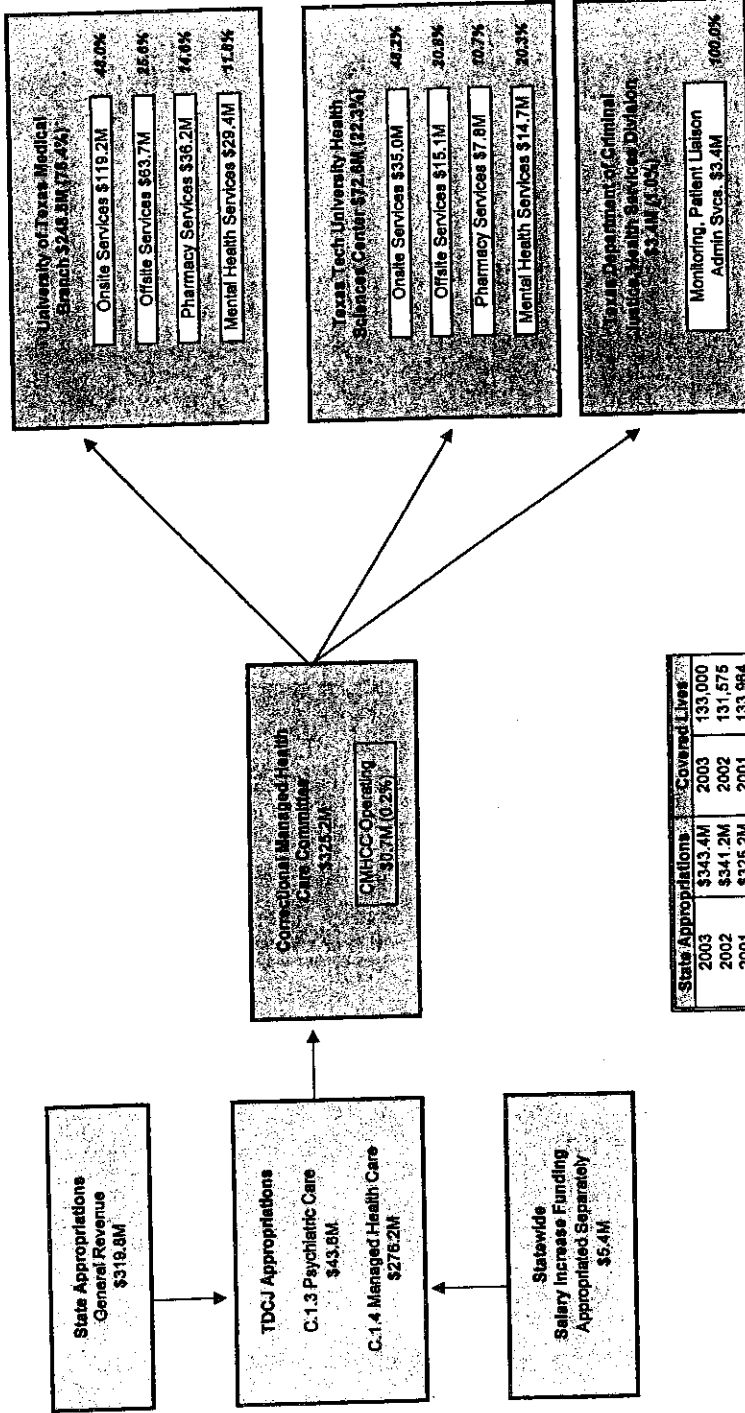 State Appropriations
General Revenue
$319.8M
TDCJ Appropriations
C.1.3 Psychiatric Care
$43.6M
C.1.4 Managed Health Care
$276.2M
Statewide
Salary Increase Funding
Appropriated Separately
$5.4M
Correctional Managed Health
Care Committee
$325.2M
CMHCC Operating
$0.7M (0.2%)
State Appropriations Covered Lives
2003 $343.4M 2003 133,000
2002 $341.2M 2002 131,575
2001 $325.2M 2001 133,964
University of Texas Medical
Branch (76.4%)
Onsite Services $119.2M 48.0%
Offsite Services $63.7M 25.6%
Pharmacy Services $36.2M 14.6%
Mental Health Services $29.4M 11.8%
Texas Tech University Health
Sciences Center $72.6M (22.3%)
Onsite Services $35.0M 48.2%
Offsite Services $15.1M 20.8%
Pharmacy Services $7.8M 10.7%
Mental Health Services $14.7M 20.3%
Texas Department of Criminal
Justice, Health Services Division
$3.4M (1.0%)
Monitoring, Patient Liaison
Admin Svcs. $3.4M 100.0%